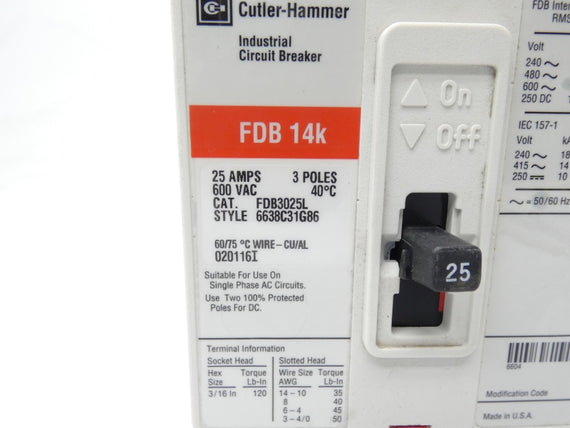 Cutler-Hammer
Industrial
Circuit Breaker
FDB 14k
25 AMPS 3 POLES
600 VAC 40°C
CAT. FDB3025L
STYLE 6638C31G86
60/75 °C WIRE–CU/AL
020116I
Suitable For Use On
Single Phase AC Circuits.
Use Two 100% Protected
Poles For DC.
Terminal Information
Socket Head Slotted Head
Hex Torque Wire Size Torque
Size Lb-In AWG Lb-In
3/16 In 120 14 – 10 35
8 40
6 – 4 45
3 – 4/0 50
△ On
▽ Off
25
FDB
RMS
Volt
240 ~
480 ~
600 ~
250 DC
IEC 157-1
Volt
240 ~ 18
415 ~ 14
250 ⎓ 10
~ = 50/60 Hz
6604
Modification Code
Made in U.S.A.